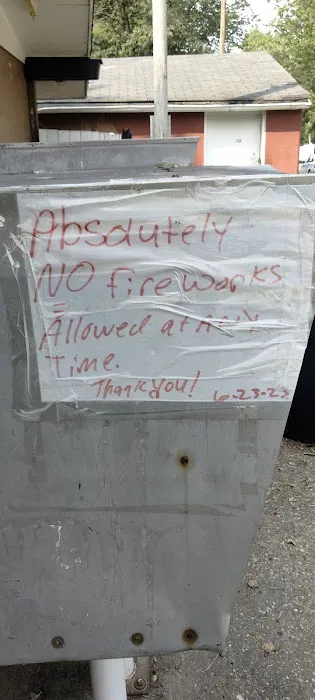 Absolutely
NO fireworks
Allowed at ANY
Time.
Thank you! 6-23-23